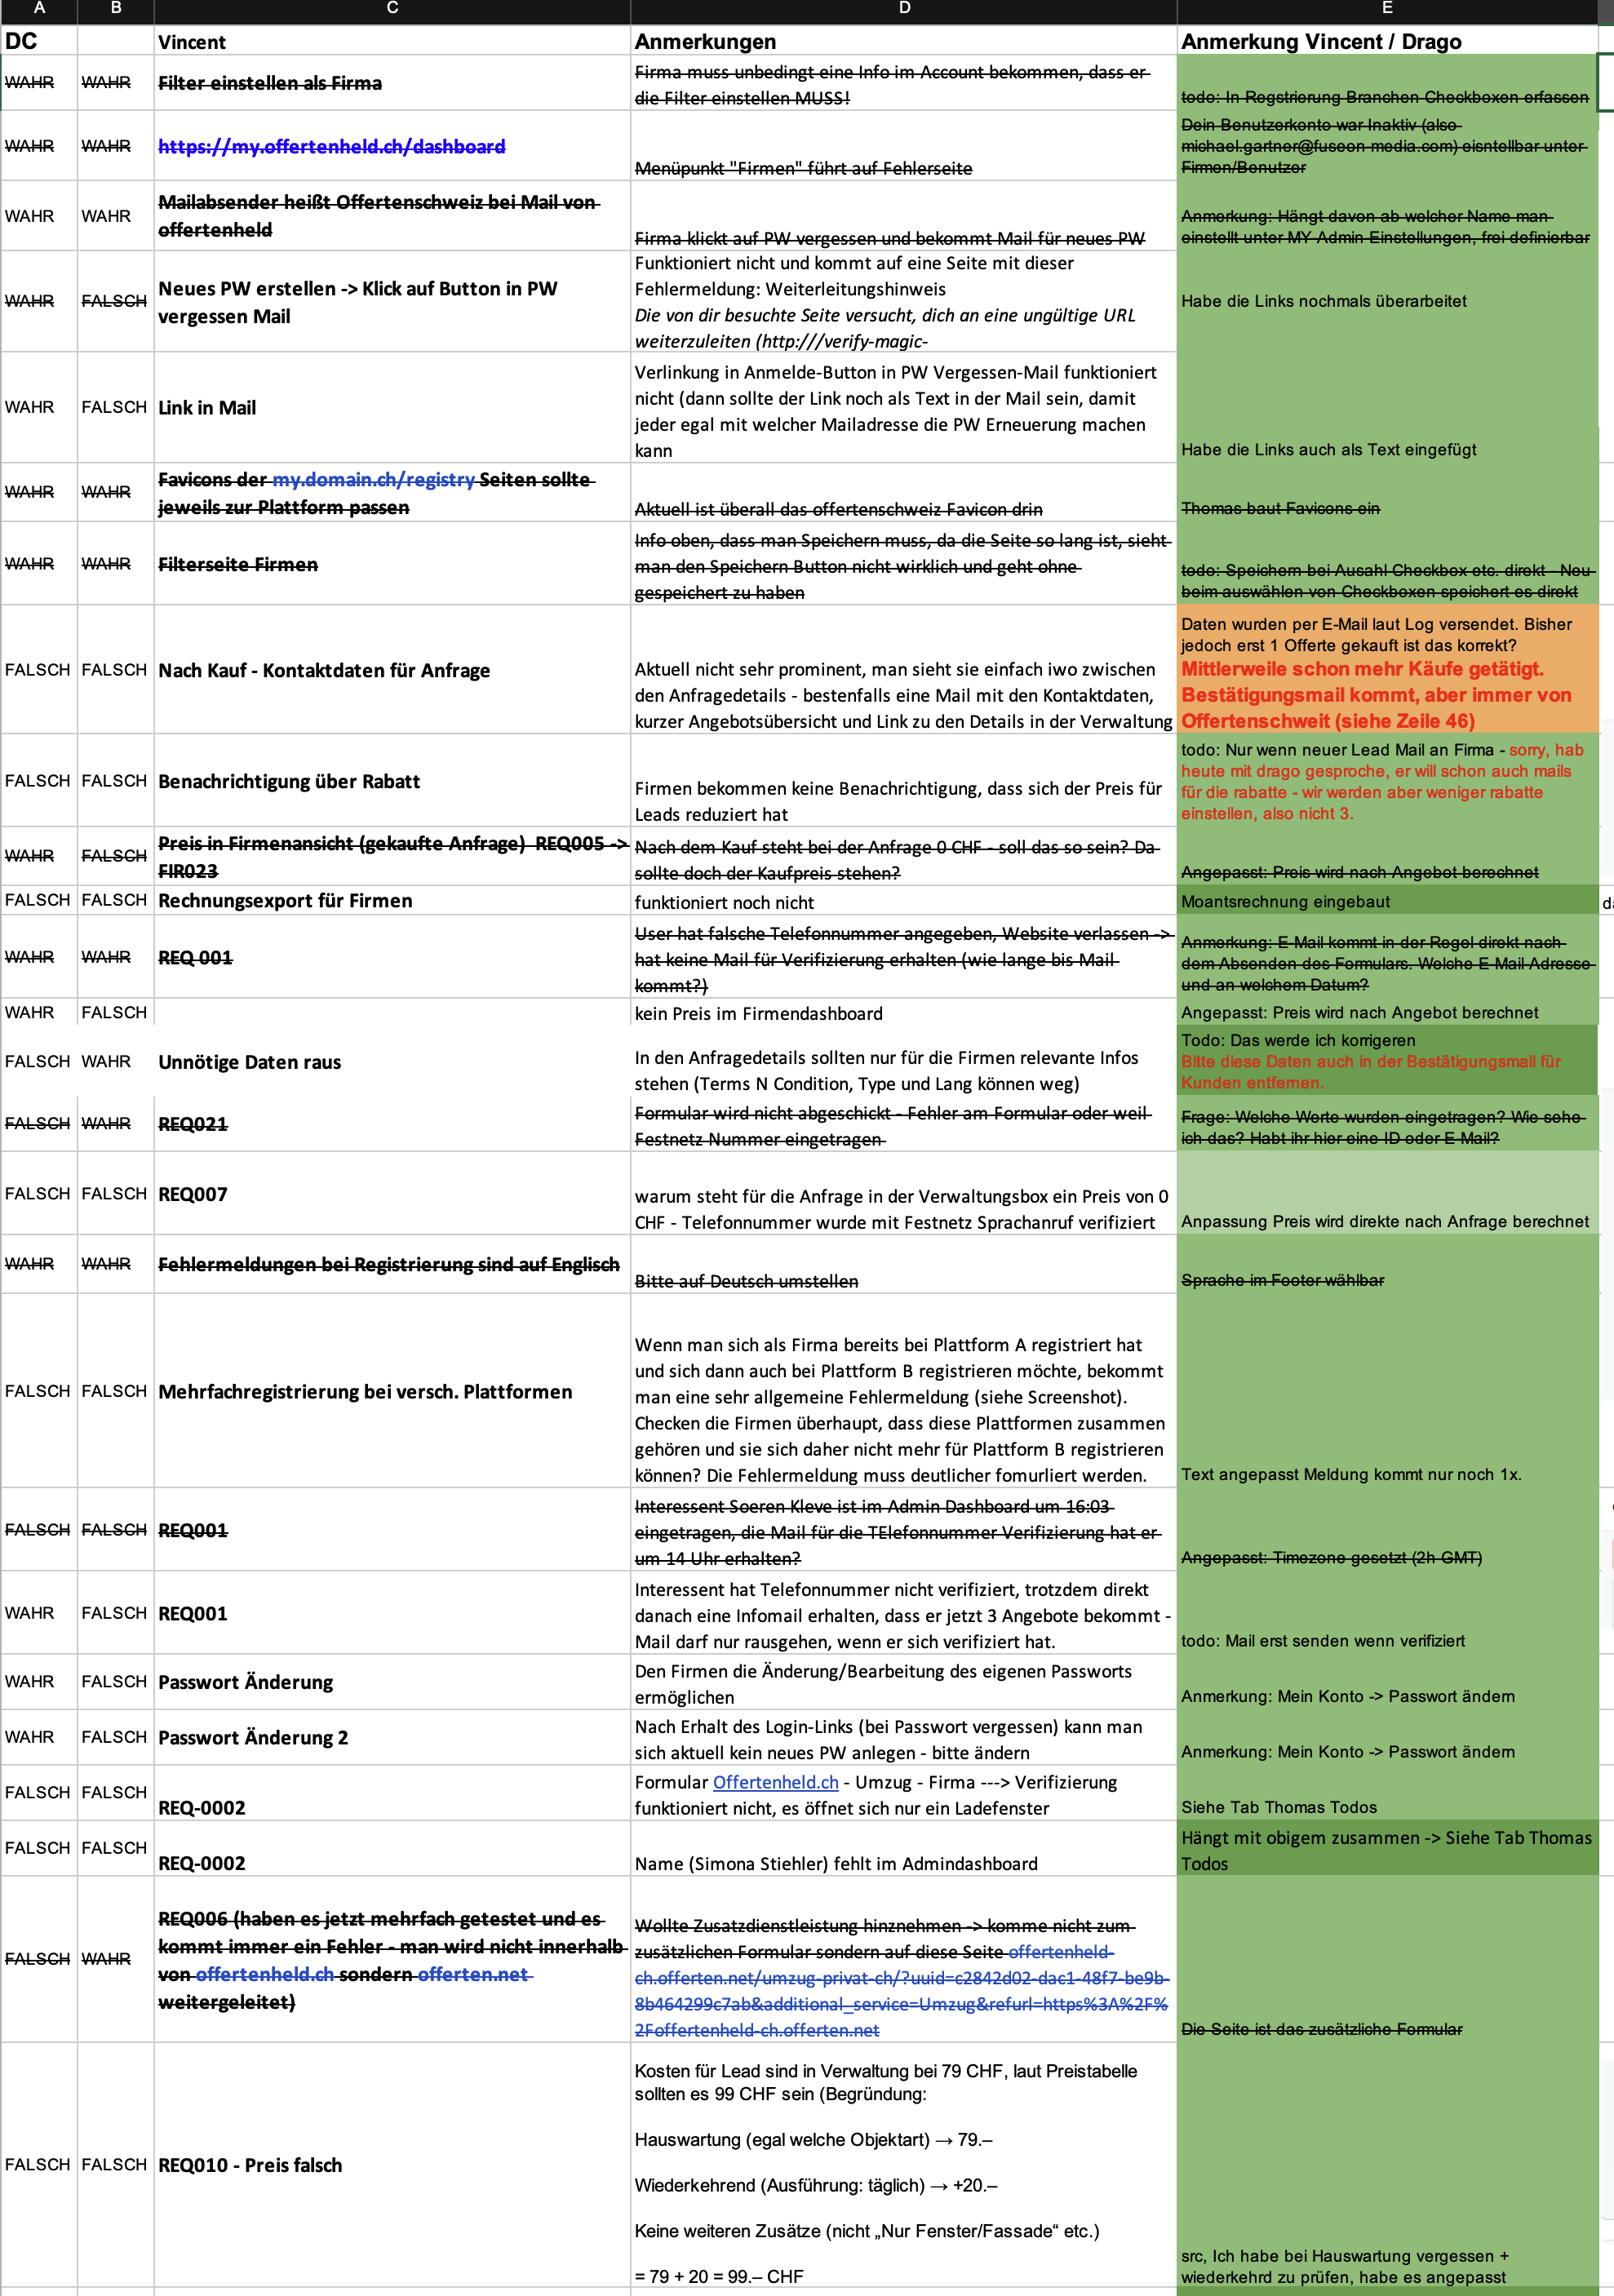 A B C D E
DC Vincent Anmerkungen Anmerkung Vincent / Drago
WAHR WAHR Filter einstellen als Firma
Firma muss unbedingt eine Info im Account bekommen, dass er
die Filter einstellen MUSS!
todo: In Regstrierung Branchen Checkboxen erfassen
WAHR WAHR https://my.offertenheld.ch/dashboard
Menüpunkt "Firmen" führt auf Fehlerseite
Dein Benutzerkonto war Inaktiv (also
michael.gartner@fuseon-media.com) eisntellbar unter
Firmen/Benutzer
WAHR WAHR
Mailabsender heißt Offertenschweiz bei Mail von
offertenheld
Firma klickt auf PW vergessen und bekommt Mail für neues PW
Anmerkung: Hängt davon ab welcher Name man
einstellt unter MY-Admin-Einstellungen, frei definierbar
WAHR FALSCH
Neues PW erstellen -> Klick auf Button in PW
vergessen Mail
Funktioniert nicht und kommt auf eine Seite mit dieser
Fehlermeldung: Weiterleitungshinweis
Die von dir besuchte Seite versucht, dich an eine ungültige URL
weiterzuleiten (http:///verify-magic-
Habe die Links nochmals überarbeitet
WAHR FALSCH Link in Mail
Verlinkung in Anmelde-Button in PW Vergessen-Mail funktioniert
nicht (dann sollte der Link noch als Text in der Mail sein, damit
jeder egal mit welcher Mailadresse die PW Erneuerung machen
kann
Habe die Links auch als Text eingefügt
WAHR WAHR
Favicons der my.domain.ch/registry Seiten sollte
jeweils zur Plattform passen
Aktuell ist überall das offertenschweiz Favicon drin
Thomas baut Favicons ein
WAHR WAHR Filterseite Firmen
Info oben, dass man Speichern muss, da die Seite so lang ist, sieht
man den Speichern Button nicht wirklich und geht ohne
gespeichert zu haben
todo: Speichern bei Ausahl Checkbox etc. direkt - Neu
beim auswählen von Checkboxen speichert es direkt
FALSCH FALSCH Nach Kauf - Kontaktdaten für Anfrage
Aktuell nicht sehr prominent, man sieht sie einfach iwo zwischen
den Anfragedetails - bestenfalls eine Mail mit den Kontaktdaten,
kurzer Angebotsübersicht und Link zu den Details in der Verwaltung
Daten wurden per E-Mail laut Log versendet. Bisher
jedoch erst 1 Offerte gekauft ist das korrekt?
Mittlerweile schon mehr Käufe getätigt.
Bestätigungsmail kommt, aber immer von
Offertenschweit (siehe Zeile 46)
FALSCH FALSCH Benachrichtigung über Rabatt
Firmen bekommen keine Benachrichtigung, dass sich der Preis für
Leads reduziert hat
todo: Nur wenn neuer Lead Mail an Firma - sorry, hab
heute mit drago gesproche, er will schon auch mails
für die rabatte - wir werden aber weniger rabatte
einstellen, also nicht 3.
WAHR FALSCH
Preis in Firmenansicht (gekaufte Anfrage) REQ005 ->
FIR023
Nach dem Kauf steht bei der Anfrage 0 CHF - soll das so sein? Da
sollte doch der Kaufpreis stehen?
Angepasst: Preis wird nach Angebot berechnet
FALSCH FALSCH Rechnungsexport für Firmen
funktioniert noch nicht
Moantsrechnung eingebaut
WAHR WAHR REQ 001
User hat falsche Telefonnummer angegeben, Website verlassen ->
hat keine Mail für Verifizierung erhalten (wie lange bis Mail
kommt?)
Anmerkung: E-Mail kommt in der Regel direkt nach
dem Absenden des Formulars. Welche E-Mail Adresse
und an welchem Datum?
WAHR FALSCH
kein Preis im Firmendashboard
Angepasst: Preis wird nach Angebot berechnet
FALSCH WAHR Unnötige Daten raus
In den Anfragedetails sollten nur für die Firmen relevante Infos
stehen (Terms N Condition, Type und Lang können weg)
Todo: Das werde ich korrigeren
Bitte diese Daten auch in der Bestätigungsmail für
Kunden entfernen.
FALSCH WAHR REQ021
Formular wird nicht abgeschickt - Fehler am Formular oder weil
Festnetz Nummer eingetragen
Frage: Welche Werte wurden eingetragen? Wie sehe
ich das? Habt ihr hier eine ID oder E-Mail?
FALSCH FALSCH REQ007
warum steht für die Anfrage in der Verwaltungsbox ein Preis von 0
CHF - Telefonnummer wurde mit Festnetz Sprachanruf verifiziert
Anpassung Preis wird direkte nach Anfrage berechnet
WAHR WAHR Fehlermeldungen bei Registrierung sind auf Englisch
Bitte auf Deutsch umstellen
Sprache im Footer wählbar
FALSCH FALSCH Mehrfachregistrierung bei versch. Plattformen
Wenn man sich als Firma bereits bei Plattform A registriert hat
und sich dann auch bei Plattform B registrieren möchte, bekommt
man eine sehr allgemeine Fehlermeldung (siehe Screenshot).
Checken die Firmen überhaupt, dass diese Plattformen zusammen
gehören und sie sich daher nicht mehr für Plattform B registrieren
können? Die Fehlermeldung muss deutlicher fomurliert werden.
Text angepasst Meldung kommt nur noch 1x.
FALSCH FALSCH REQ001
Interessent Soeren Kleve ist im Admin Dashboard um 16:03
eingetragen, die Mail für die TElefonnummer Verifizierung hat er
um 14 Uhr erhalten?
Angepasst: Timezone gesetzt (2h GMT)
WAHR FALSCH REQ001
Interessent hat Telefonnummer nicht verifiziert, trotzdem direkt
danach eine Infomail erhalten, dass er jetzt 3 Angebote bekommt -
Mail darf nur rausgehen, wenn er sich verifiziert hat.
todo: Mail erst senden wenn verifiziert
WAHR FALSCH Passwort Änderung
Den Firmen die Änderung/Bearbeitung des eigenen Passworts
ermöglichen
Anmerkung: Mein Konto -> Passwort ändern
WAHR FALSCH Passwort Änderung 2
Nach Erhalt des Login-Links (bei Passwort vergessen) kann man
sich aktuell kein neues PW anlegen - bitte ändern
Anmerkung: Mein Konto -> Passwort ändern
FALSCH FALSCH REQ-0002
Formular Offertenheld.ch - Umzug - Firma ---> Verifizierung
funktioniert nicht, es öffnet sich nur ein Ladefenster
Siehe Tab Thomas Todos
FALSCH FALSCH REQ-0002
Name (Simona Stiehler) fehlt im Admindashboard
Hängt mit obigem zusammen -> Siehe Tab Thomas
Todos
FALSCH WAHR
REQ006 (haben es jetzt mehrfach getestet und es
kommt immer ein Fehler - man wird nicht innerhalb
von offertenheld.ch sondern offerten.net
weitergeleitet)
Wollte Zusatzdienstleistung hinznehmen -> komme nicht zum
zusätzlichen Formular sondern auf diese Seite offertenheld-
ch.offerten.net/umzug-privat-ch/?uuid=c2842d02-dac1-48f7-be9b-
8b464299c7ab&additional_service=Umzug&refurl=https%3A%2F%
2Foffertenheld-ch.offerten.net
Die Seite ist das zusätzliche Formular
FALSCH FALSCH REQ010 - Preis falsch
Kosten für Lead sind in Verwaltung bei 79 CHF, laut Preistabelle
sollten es 99 CHF sein (Begründung:
Hauswartung (egal welche Objektart) → 79.–
Wiederkehrend (Ausführung: täglich) → +20.–
Keine weiteren Zusätze (nicht „Nur Fenster/Fassade“ etc.)
= 79 + 20 = 99.– CHF
src, Ich habe bei Hauswartung vergessen +
wiederkehrd zu prüfen, habe es angepasst